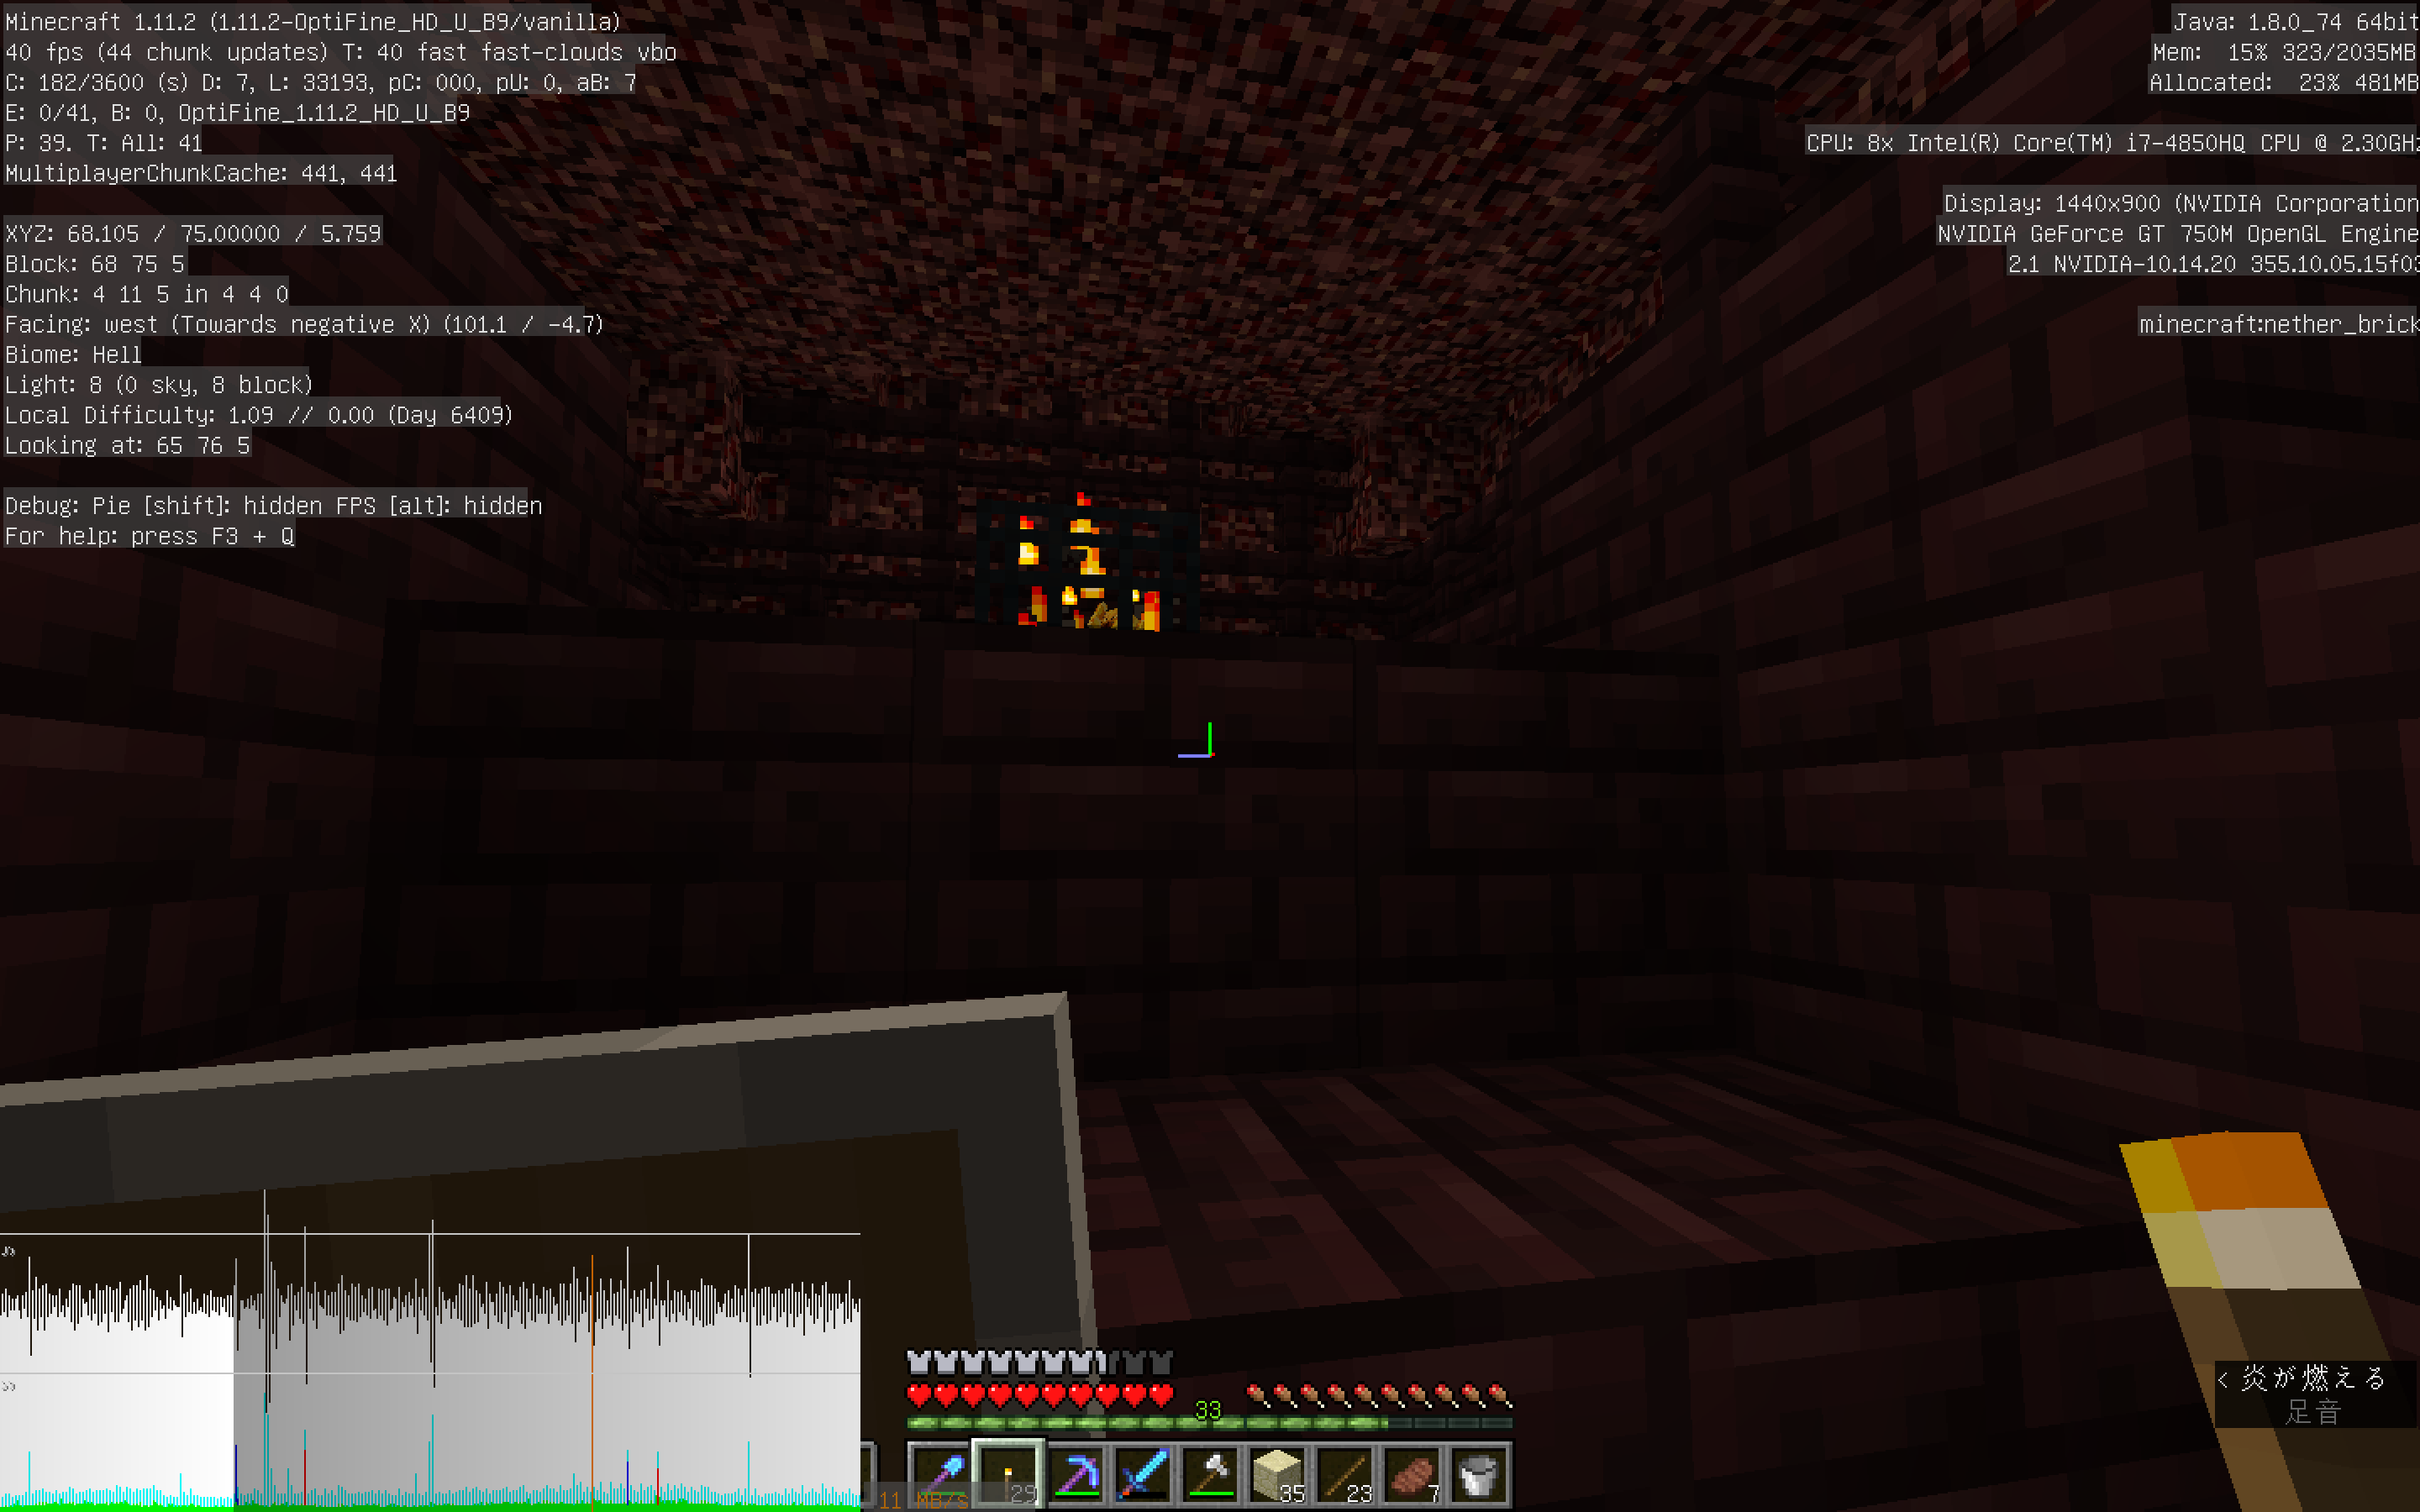 Minecraft 1.11.2 (1.11.2-OptiFine_HD_U_B9/vanilla)
40 fps (44 chunk updates) T: 40 fast fast-clouds vbo
C: 182/3600 (s) D: 7, L: 33193, pC: 000, pU: 0, aB: 7
E: 0/41, B: 0, OptiFine_1.11.2_HD_U_B9
P: 39. T: All: 41
MultiplayerChunkCache: 441, 441
XYZ: 68.105 / 75.00000 / 5.759
Block: 68 75 5
Chunk: 4 11 5 in 4 4 0
Facing: west (Towards negative X) (101.1 / -4.7)
Biome: Hell
Light: 8 (0 sky, 8 block)
Local Difficulty: 1.09 // 0.00 (Day 6409)
Looking at: 65 76 5
Debug: Pie [shift]: hidden FPS [alt]: hidden
For help: press F3 + Q
Java: 1.8.0_74 64bit
Mem: 15% 323/2035MB
Allocated: 23% 481MB
CPU: 8x Intel(R) Core(TM) i7-4850HQ CPU @ 2.30GHz
Display: 1440x900 (NVIDIA Corporation
NVIDIA GeForce GT 750M OpenGL Engine
2.1 NVIDIA-10.14.20 355.10.05.15f03
minecraft:nether_brick
< 炎が燃える
足音
33
29 35 23 7
11 MB/s